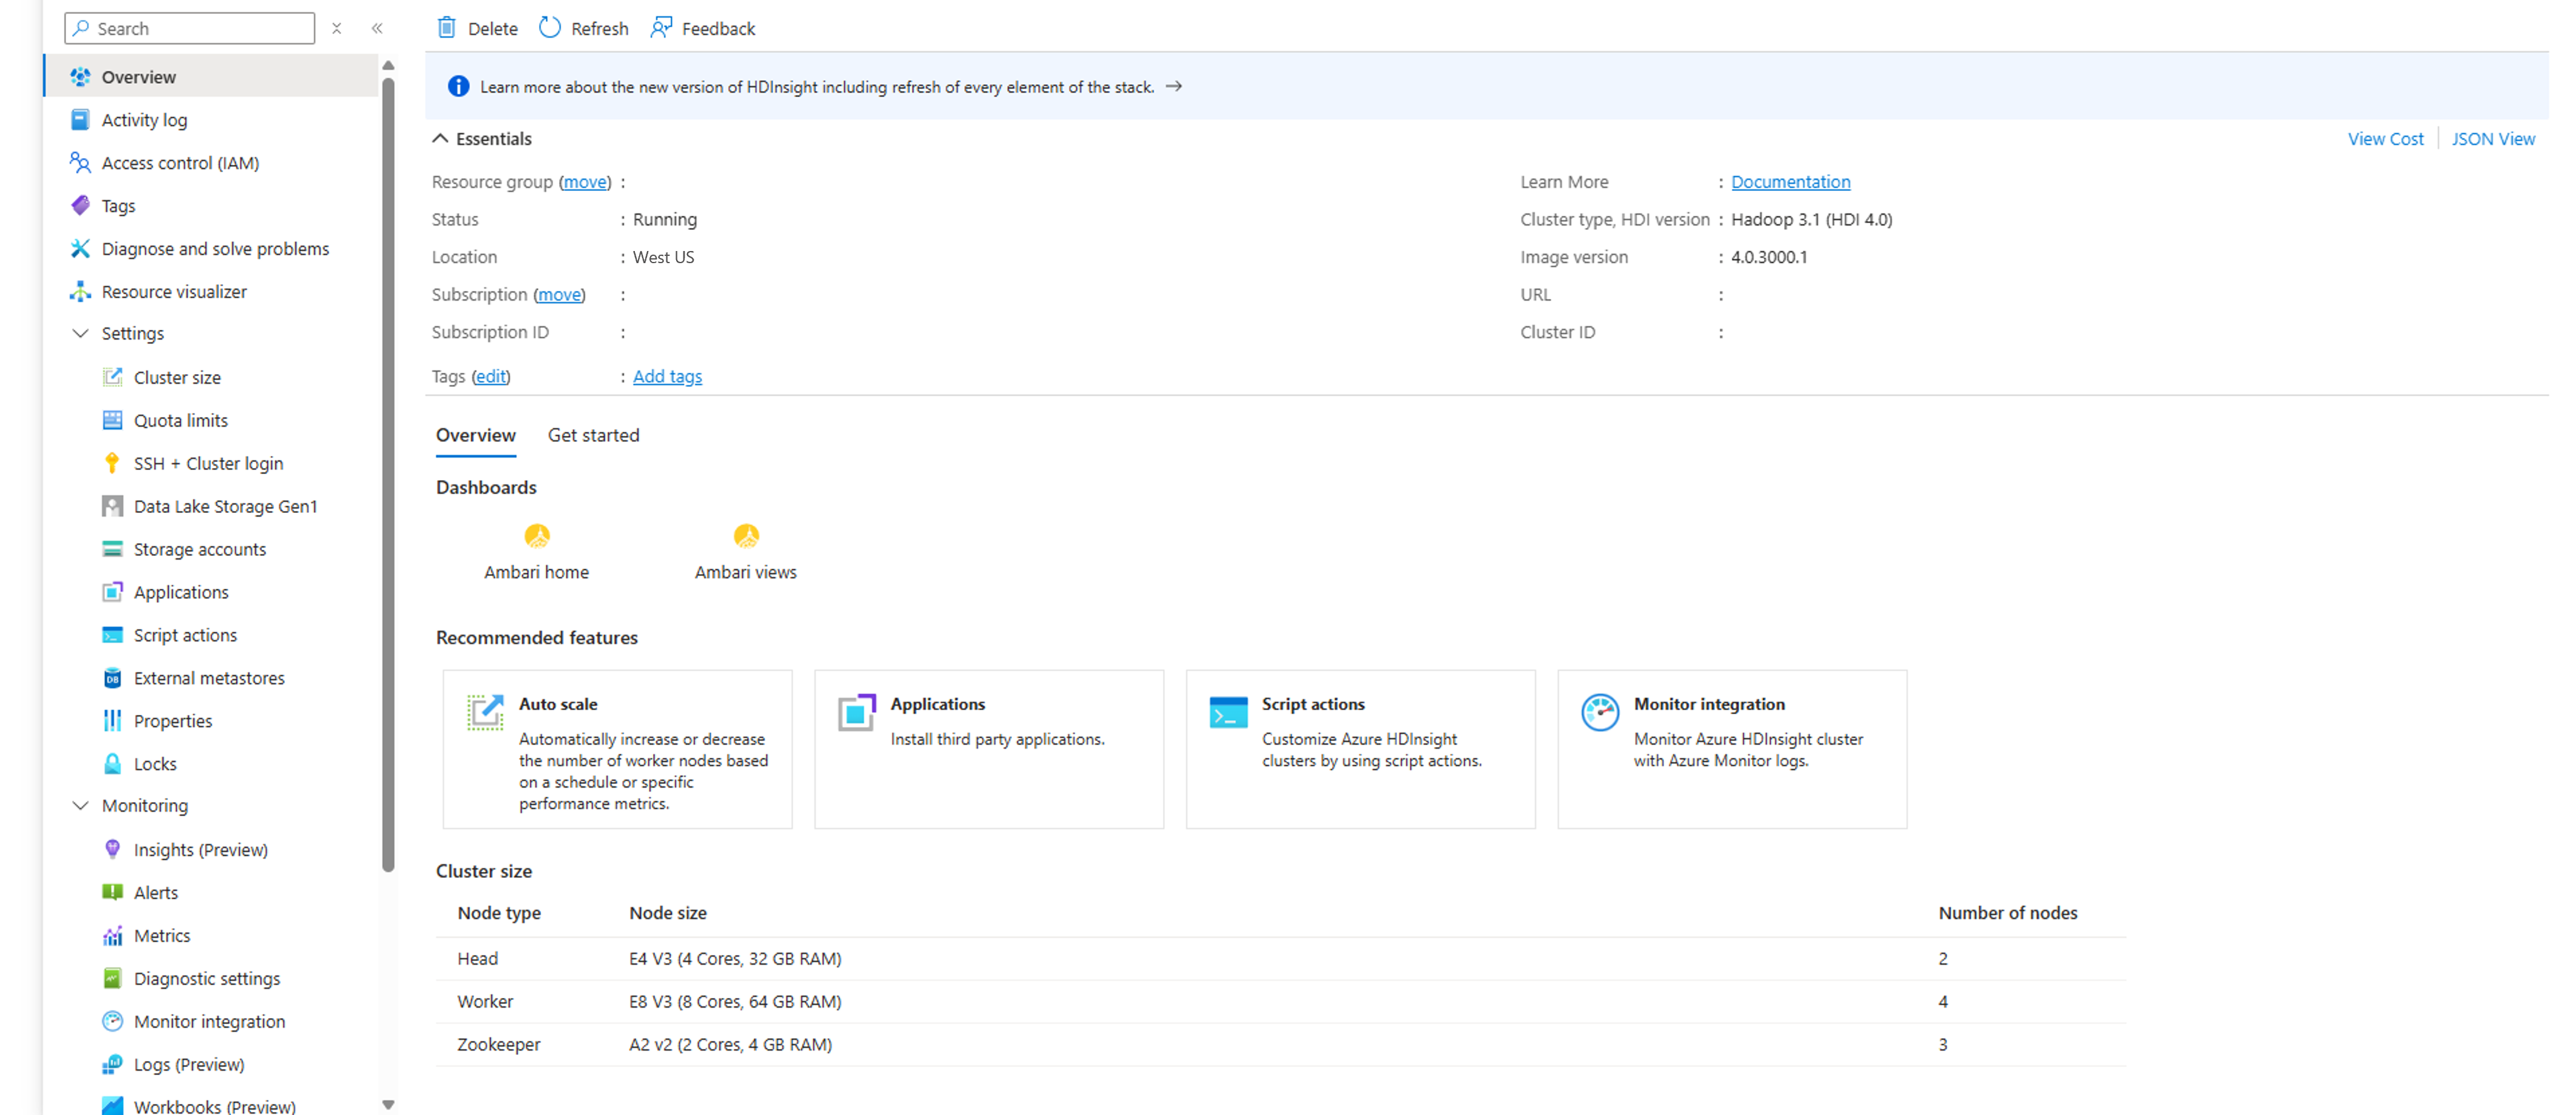 Search
Overview
Activity log
Access control (IAM)
Tags
Diagnose and solve problems
Resource visualizer
Settings
Cluster size
Quota limits
SSH + Cluster login
Data Lake Storage Gen1
Storage accounts
Applications
Script actions
External metastores
Properties
Locks
Monitoring
Insights (Preview)
Alerts
Metrics
Diagnostic settings
Monitor integration
Logs (Preview)
Workbooks (Preview)
Delete Refresh Feedback
Learn more about the new version of HDInsight including refresh of every element of the stack. →
Essentials
View Cost JSON View
Resource group (move) :
Status : Running
Location : West US
Subscription (move) :
Subscription ID :
Tags (edit) : Add tags
Learn More : Documentation
Cluster type, HDI version : Hadoop 3.1 (HDI 4.0)
Image version : 4.0.3000.1
URL :
Cluster ID :
Overview Get started
Dashboards
Ambari home Ambari views
Recommended features
Auto scale
Automatically increase or decrease
the number of worker nodes based
on a schedule or specific
performance metrics.
Applications
Install third party applications.
Script actions
Customize Azure HDInsight
clusters by using script actions.
Monitor integration
Monitor Azure HDInsight cluster
with Azure Monitor logs.
Cluster size
Node type Node size Number of nodes
Head E4 V3 (4 Cores, 32 GB RAM) 2
Worker E8 V3 (8 Cores, 64 GB RAM) 4
Zookeeper A2 v2 (2 Cores, 4 GB RAM) 3